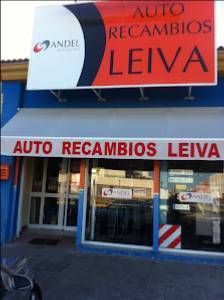 AUTO
RECAMBIOS
LEIVA
ANDEL
AUTO RECAMBIOS LEIVA
ANDEL
ANDEL